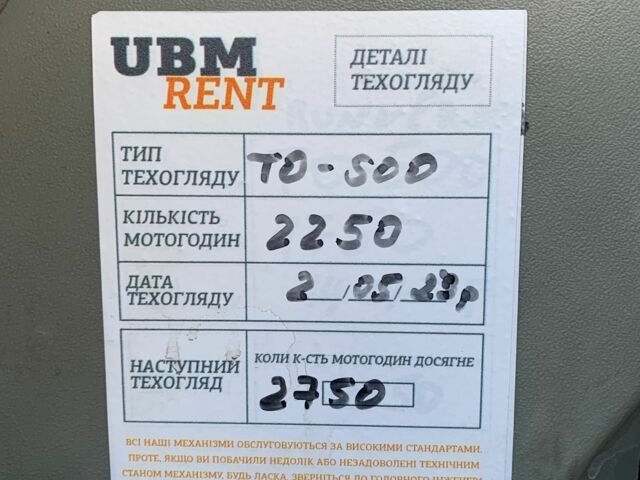 UBM
RENT
ДЕТАЛІ
ТЕХОГЛЯДУ
ТИП
ТЕХОГЛЯДУ
ТО-500
КІЛЬКІСТЬ
МОТОГОДИН
2250
ДАТА
ТЕХОГЛЯДУ
2/05/23р
НАСТУПНИЙ
ТЕХОГЛЯД
КОЛИ К-СТЬ МОТОГОДИН ДОСЯГНЕ
2750
ВСІ НАШІ МЕХАНІЗМИ ОБСЛУГОВУЮТЬСЯ ЗА ВИСОКИМИ СТАНДАРТАМИ.
ПРОТЕ, ЯКЩО ВИ ПОБАЧИЛИ НЕДОЛІК АБО НЕЗАДОВОЛЕНІ ТЕХНІЧНИМ
СТАНОМ МЕХАНІЗМУ, БУДЬ ЛАСКА, ЗВЕРНІТЬСЯ ДО ГОЛОВНОГО ІНЖЕНЕРА